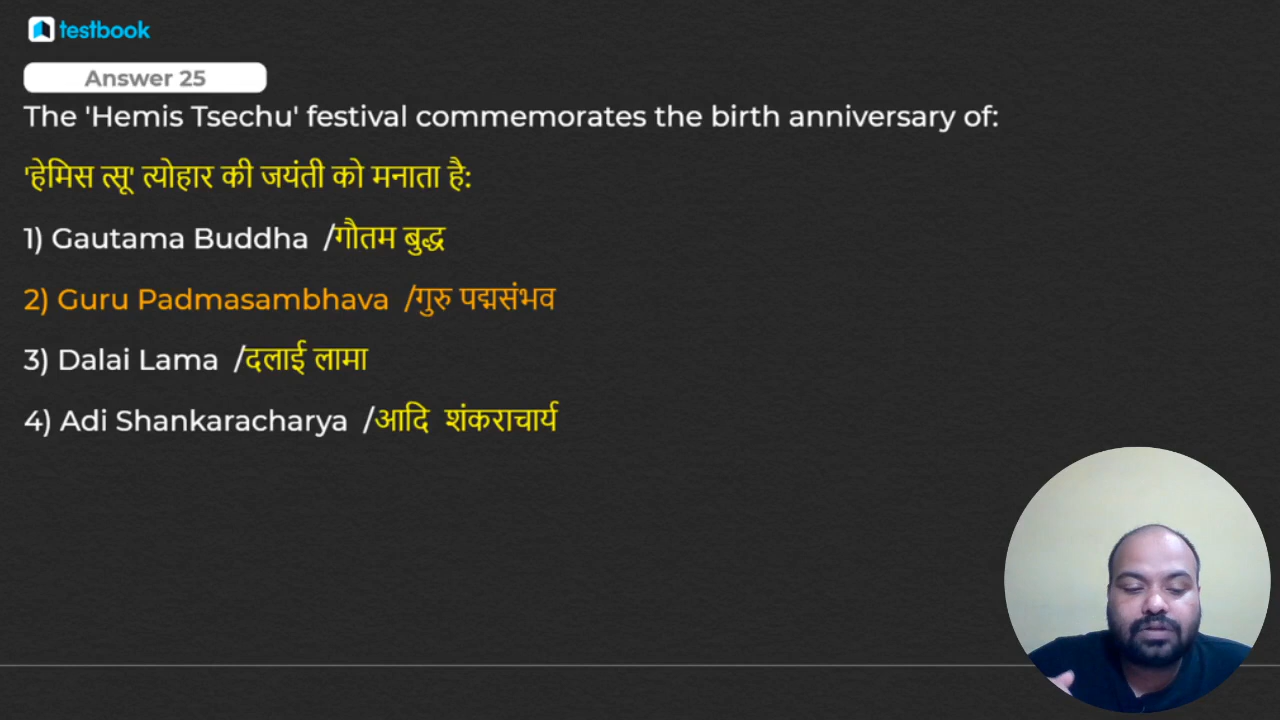 testbook
Answer 25
The 'Hemis Tsechu' festival commemorates the birth anniversary of:
'हेमिस त्सू' त्योहार की जयंती को मनाता है:
1) Gautama Buddha /गौतम बुद्ध
2) Guru Padmasambhava /गुरु पद्मसंभव
3) Dalai Lama /दलाई लामा
4) Adi Shankaracharya /आदि शंकराचार्य